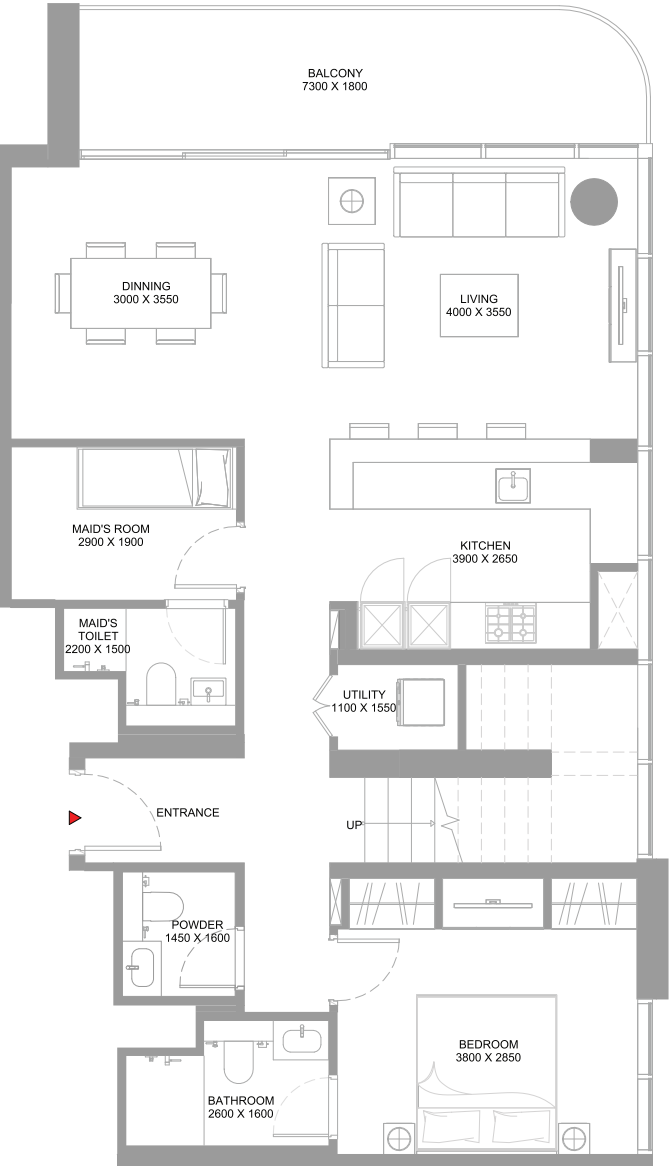 BALCONY
7300 X 1800
DINNING
3000 X 3550
LIVING
4000 X 3550
MAID'S ROOM
2900 X 1900
KITCHEN
3900 X 2650
MAID'S
TOILET
2200 X 1500
UTILITY
1100 X 1550
ENTRANCE
UP
POWDER
1450 X 1600
BEDROOM
3800 X 2850
BATHROOM
2600 X 1600